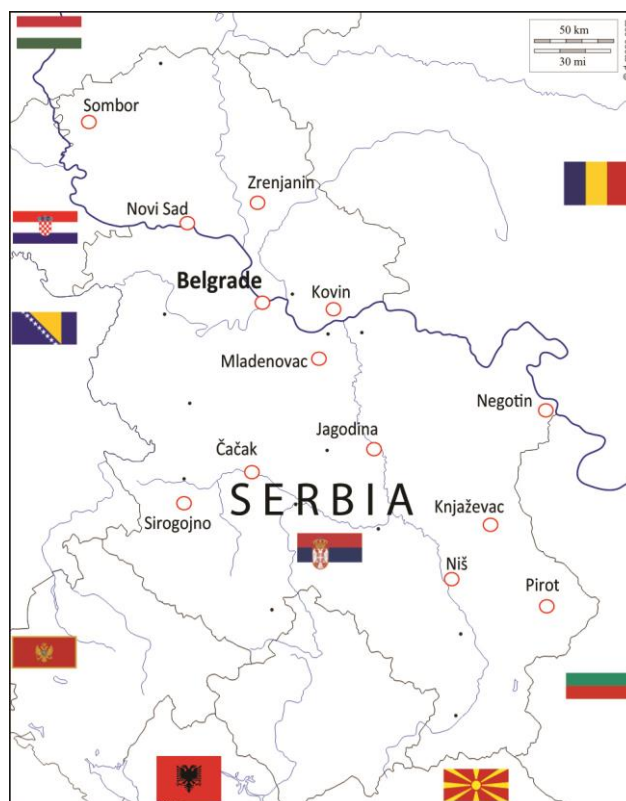 50 km
30 mi
Sombor
Zrenjanin
Novi Sad
Belgrade
Kovin
Mladenovac
Negotin
Jagodina
Čačak
SERBIA
Knjaževac
Sirogojno
Niš
Pirot